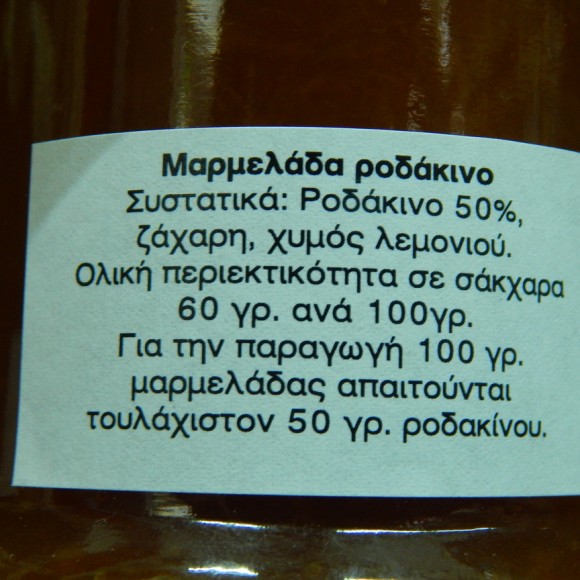 Μαρμελάδα ροδάκινο
Συστατικά: Ροδάκινο 50%,
ζάχαρη, χυμός λεμονιού.
Ολική περιεκτικότητα σε σάκχαρα
60 γρ. ανά 100γρ.
Για την παραγωγή 100 γρ.
μαρμελάδας απαιτούνται
τουλάχιστον 50 γρ. ροδακίνου.